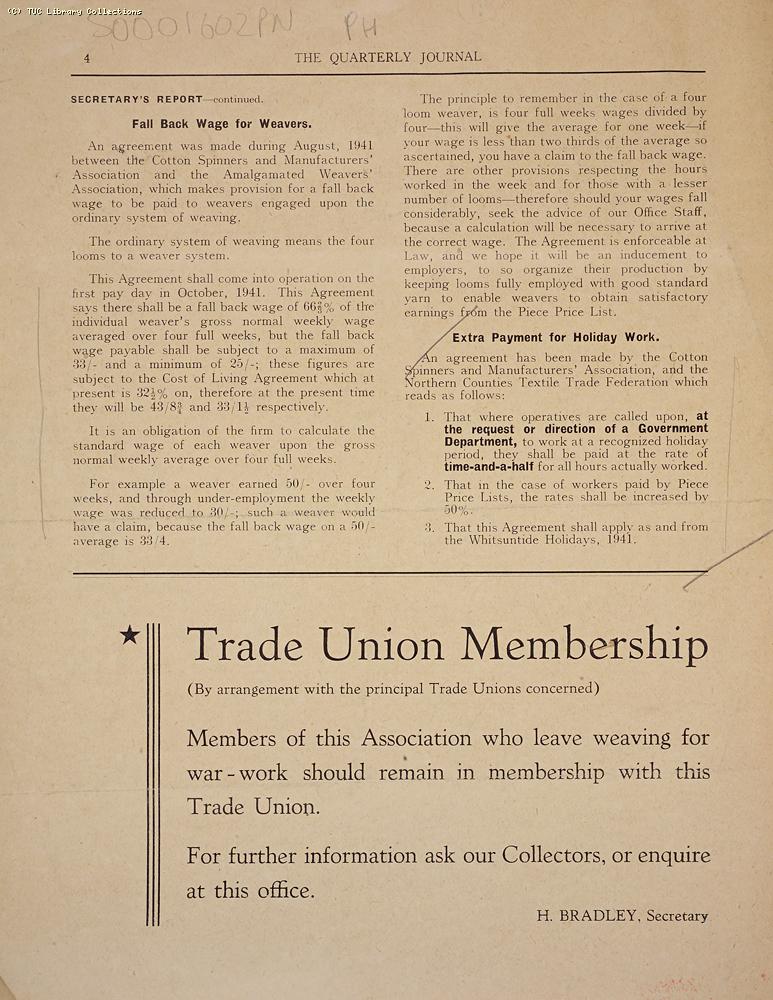 (C) TUC Library Collections
S0001602PN PH
4 THE QUARTERLY JOURNAL
SECRETARY'S REPORT—continued.
Fall Back Wage for Weavers.
An agreement was made during August, 1941
between the Cotton Spinners and Manufacturers'
Association and the Amalgamated Weavers'
Association, which makes provision for a fall back
wage to be paid to weavers engaged upon the
ordinary system of weaving.
The ordinary system of weaving means the four
looms to a weaver system.
This Agreement shall come into operation on the
first pay day in October, 1941. This Agreement
says there shall be a fall back wage of 66⅔% of the
individual weaver's gross normal weekly wage
averaged over four full weeks, but the fall back
wage payable shall be subject to a maximum of
33/- and a minimum of 25/-; these figures are
subject to the Cost of Living Agreement which at
present is 32½% on, therefore at the present time
they will be 43/8¾ and 33/1½ respectively.
It is an obligation of the firm to calculate the
standard wage of each weaver upon the gross
normal weekly average over four full weeks.
For example a weaver earned 50/- over four
weeks, and through under-employment the weekly
wage was reduced to 30/-; such a weaver would
have a claim, because the fall back wage on a 50/-
average is 33/4.
The principle to remember in the case of a four
loom weaver, is four full weeks wages divided by
four—this will give the average for one week—if
your wage is less than two thirds of the average so
ascertained, you have a claim to the fall back wage.
There are other provisions respecting the hours
worked in the week and for those with a lesser
number of looms—therefore should your wages fall
considerably, seek the advice of our Office Staff,
because a calculation will be necessary to arrive at
the correct wage. The Agreement is enforceable at
Law, and we hope it will be an inducement to
employers, to so organize their production by
keeping looms fully employed with good standard
yarn to enable weavers to obtain satisfactory
earnings from the Piece Price List.
Extra Payment for Holiday Work.
An agreement has been made by the Cotton
Spinners and Manufacturers' Association, and the
Northern Counties Textile Trade Federation which
reads as follows:
1. That where operatives are called upon, at
the request or direction of a Government
Department, to work at a recognized holiday
period, they shall be paid at the rate of
time-and-a-half for all hours actually worked.
2. That in the case of workers paid by Piece
Price Lists, the rates shall be increased by
50%.
3. That this Agreement shall apply as and from
the Whitsuntide Holidays, 1941.
Trade Union Membership
(By arrangement with the principal Trade Unions concerned)
Members of this Association who leave weaving for
war-work should remain in membership with this
Trade Union.
For further information ask our Collectors, or enquire
at this office.
H. BRADLEY, Secretary